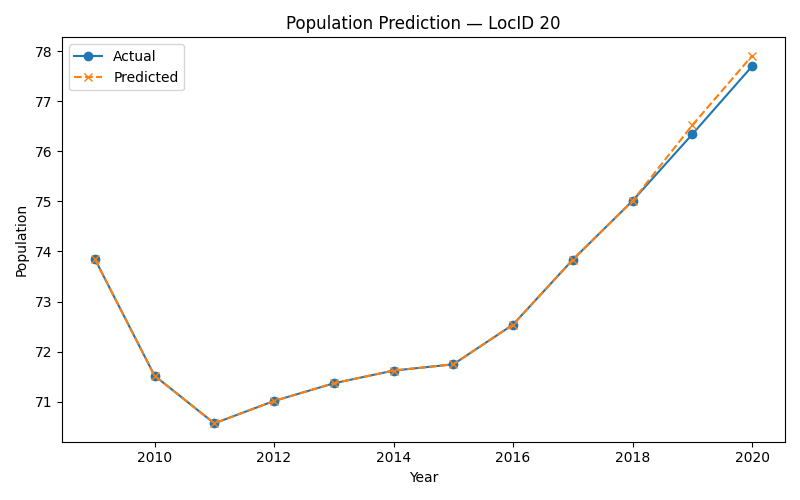 Population Prediction — LocID 20
Actual
Predicted
Population
78
77
76
75
74
73
72
71
2010 2012 2014 2016 2018 2020
Year